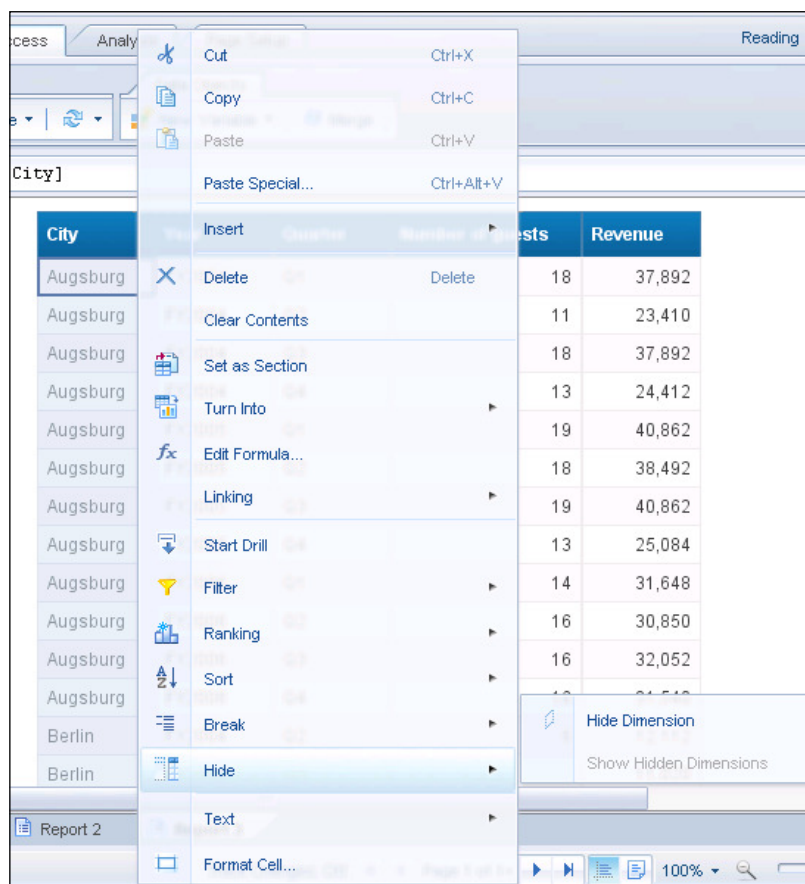 ccess Analy Reading
e
City]
Cut Ctrl+X
Copy Ctrl+C
Paste Ctrl+V
Paste Special... Ctrl+Alt+V
Insert
Delete Delete
Clear Contents
Set as Section
Turn Into
Edit Formula...
Linking
Start Drill
Filter
Ranking
Sort
Break
Hide
Text
Format Cell...
Hide Dimension
Show Hidden Dimensions
City sts Revenue
Augsburg 18 37,892
Augsburg 11 23,410
Augsburg 18 37,892
Augsburg 13 24,412
Augsburg 19 40,862
Augsburg 18 38,492
Augsburg 19 40,862
Augsburg 13 25,084
Augsburg 14 31,648
Augsburg 16 30,850
Augsburg 16 32,052
Augsburg
Berlin
Berlin
Report 2
100%